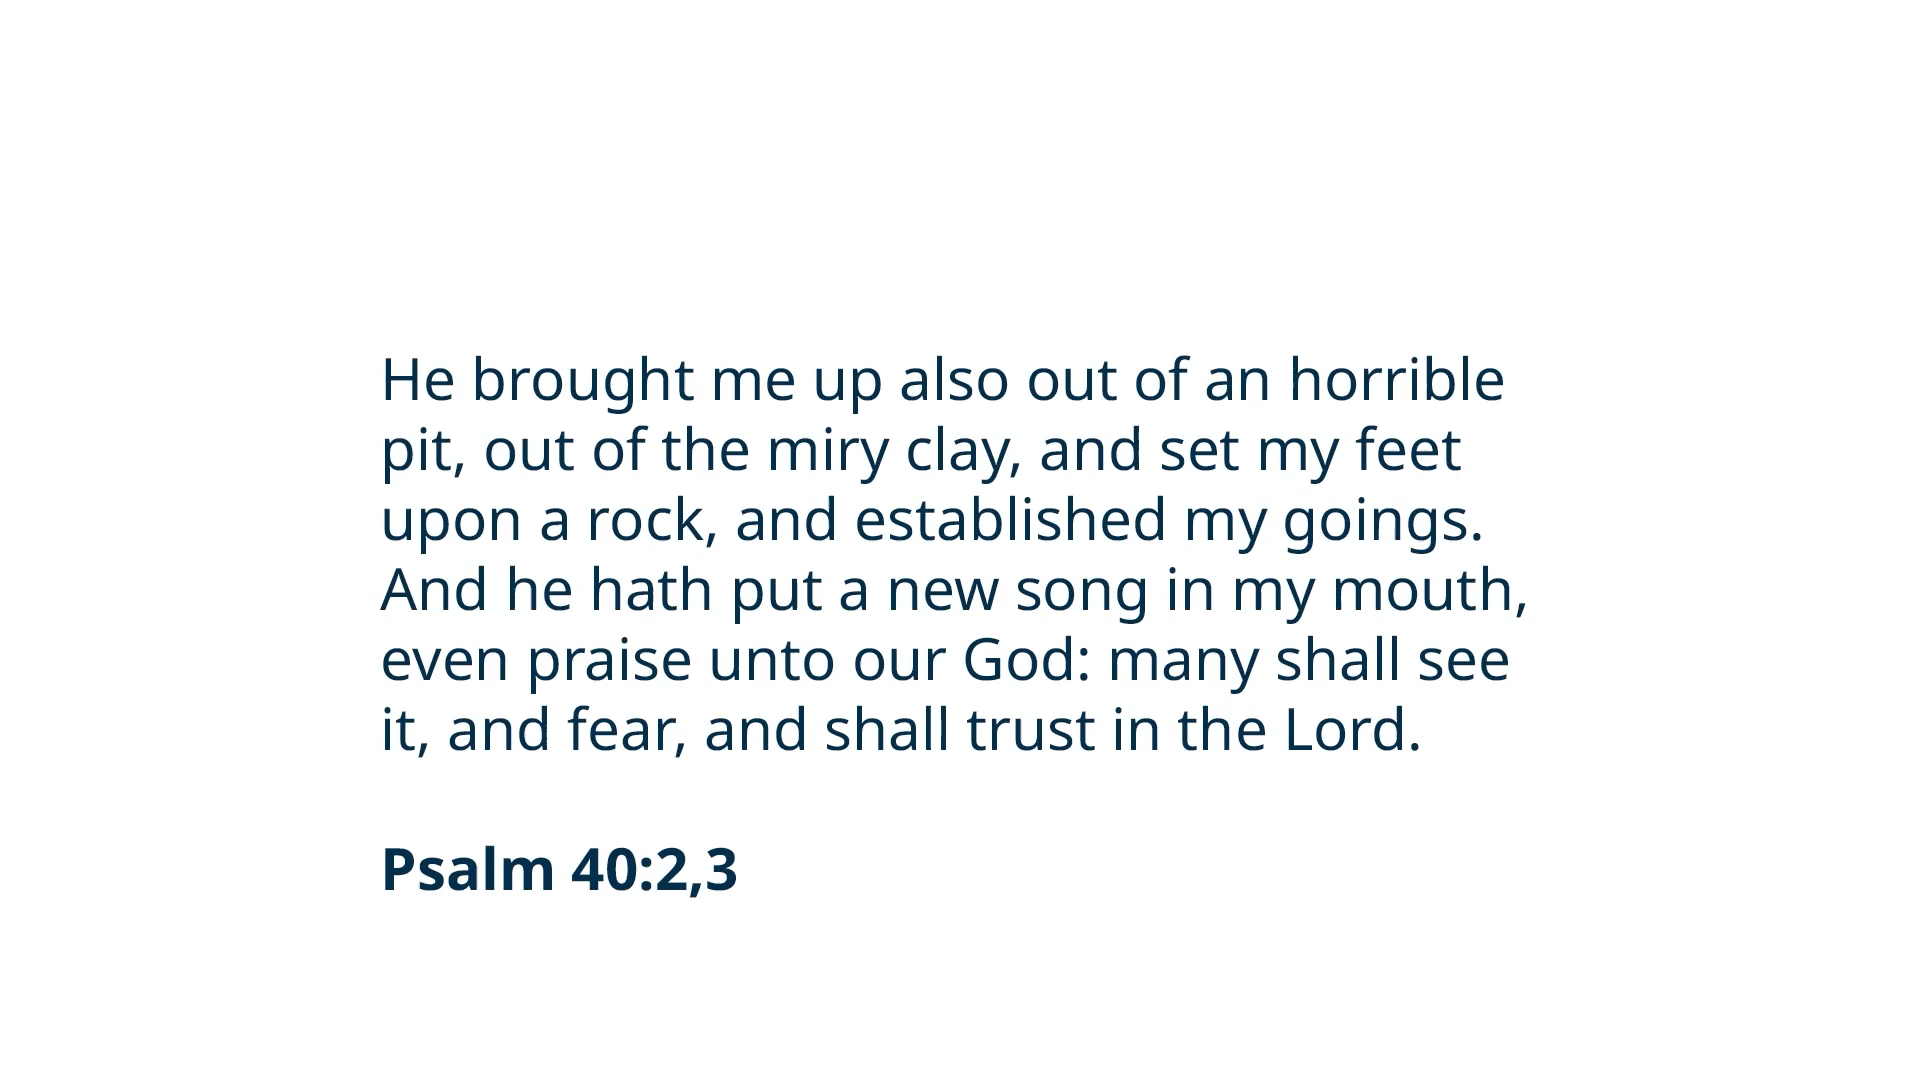 He brought me up also out of an horrible
pit, out of the miry clay, and set my feet
upon a rock, and established my goings.
And he hath put a new song in my mouth,
even praise unto our God: many shall see
it, and fear, and shall trust in the Lord.
Psalm 40:2,3